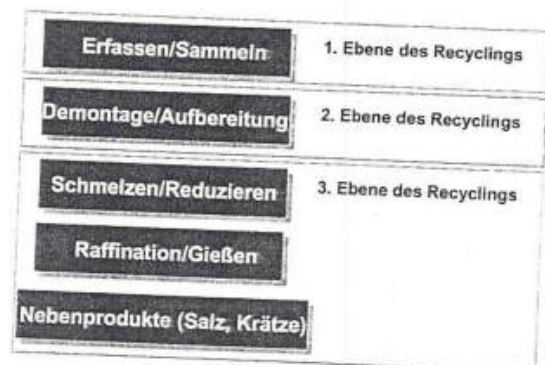 Erfassen/Sammeln 1. Ebene des Recyclings
Demontage/Aufbereitung 2. Ebene des Recyclings
Schmelzen/Reduzieren 3. Ebene des Recyclings
Raffination/Gießen
Nebenprodukte (Salz, Krätze)